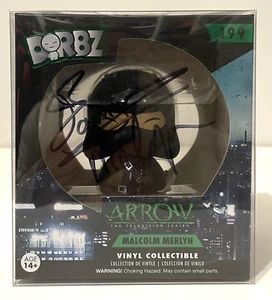 DORBZ
199
ARROW
THE TELEVISION SERIES
MALCOLM MERLYN
VINYL COLLECTIBLE
COLLECTION DE VINYLE | COLECCIÓN DE VINILO
AGE
14+
WARNING! Choking Hazard. May contain small parts.